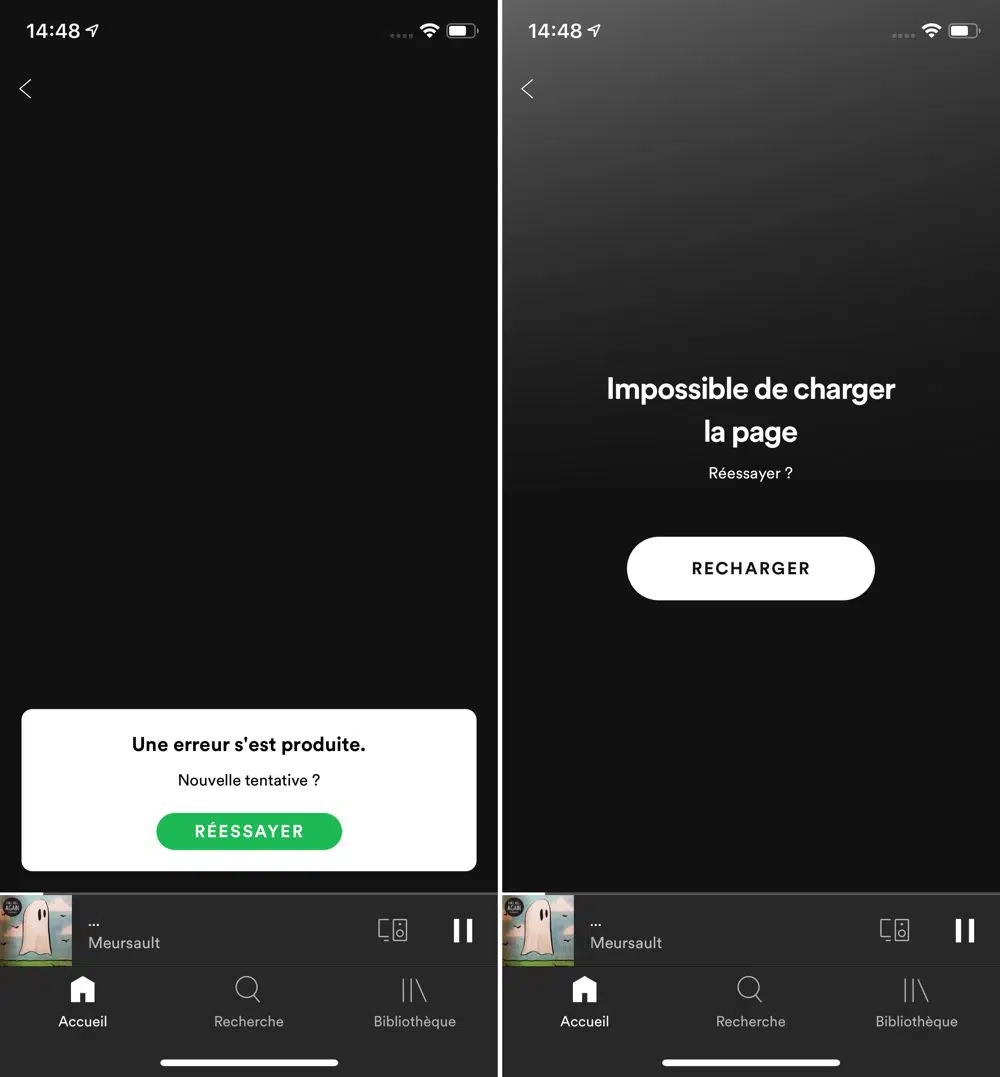 14:48
Une erreur s'est produite.
Nouvelle tentative ?
RÉESSAYER
...
Meursault
Accueil
Recherche
Bibliothèque
14:48
Impossible de charger
la page
Réessayer ?
RECHARGER
...
Meursault
Accueil
Recherche
Bibliothèque